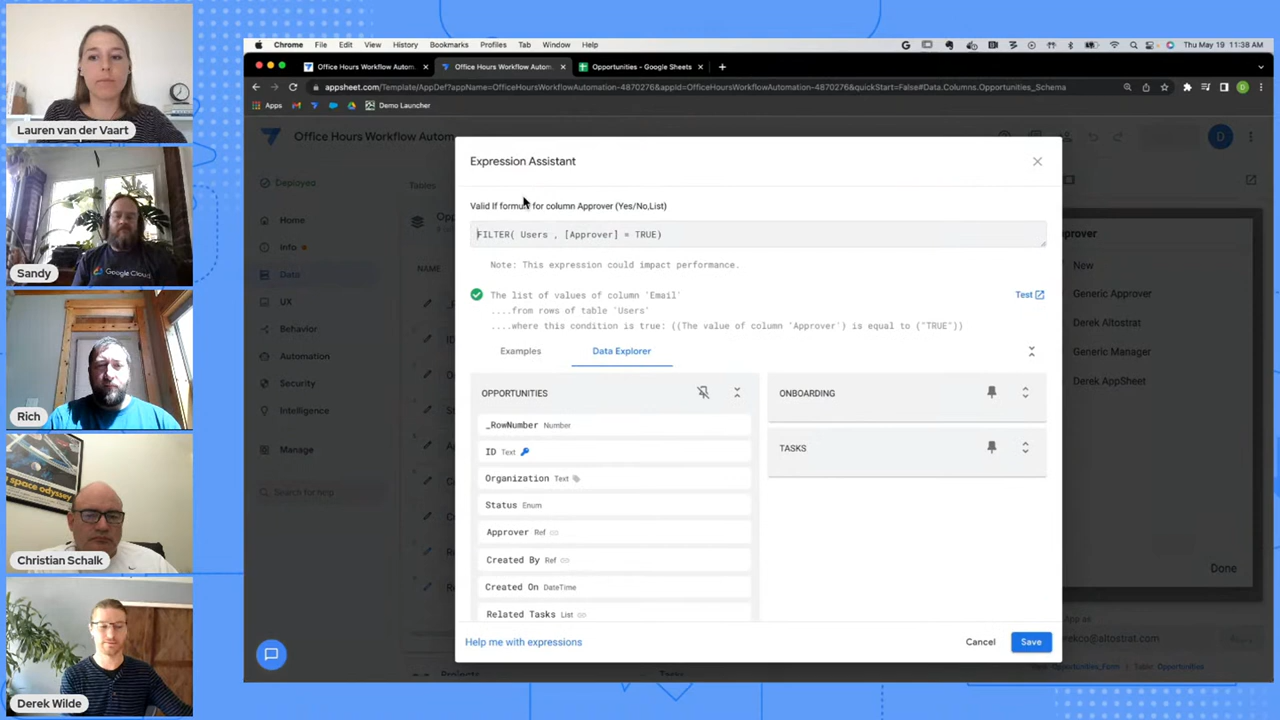 Lauren van der Vaart
Sandy
Google Cloud
Rich
space odyssey
Christian Schalk
Derek Wilde
Chrome File Edit View History Bookmarks Profiles Tab Window Help
Thu May 19 11:38 AM
Office Hours Workflow Autom
Office Hours Workflow Autom
Opportunities - Google Sheets
appsheet.com/Template/AppDef?appName=OfficeHoursWorkflowAutomation-4870276&appId=OfficeHoursWorkflowAutomation-4870276&quickStart=False#Data.Columns.Opportunities_Schema
Apps
Demo Launcher
Office Hours Workflow Autom
D
Deployed
Home
Info
Data
UX
Behavior
Automation
Security
Intelligence
Manage
Search for help
Tables
NAME
Expression Assistant
Valid If formula for column Approver (Yes/No,List)
FILTER( Users , [Approver] = TRUE)
Note: This expression could impact performance.
The list of values of column 'Email'
....from rows of table 'Users'
....where this condition is true: ((The value of column 'Approver') is equal to ("TRUE"))
Test
Examples
Data Explorer
OPPORTUNITIES
_RowNumber Number
ID Text
Organization Text
Status Enum
Approver Ref
Created By Ref
Created On DateTime
Related Tasks List
ONBOARDING
TASKS
Help me with expressions
Cancel
Save
New
Generic Approver
Derek Altostrat
Generic Manager
Derek AppSheet
Done